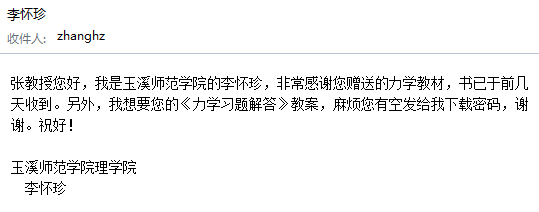 李怀珍
收件人: zhanghz
张教授您好，我是玉溪师范学院的李怀珍，非常感谢您赠送的力学教材，书已于前几
天收到。另外，我想要您的《力学习题解答》教案，麻烦您有空发给我下载密码，谢
谢。祝好！
玉溪师范学院理学院
李怀珍